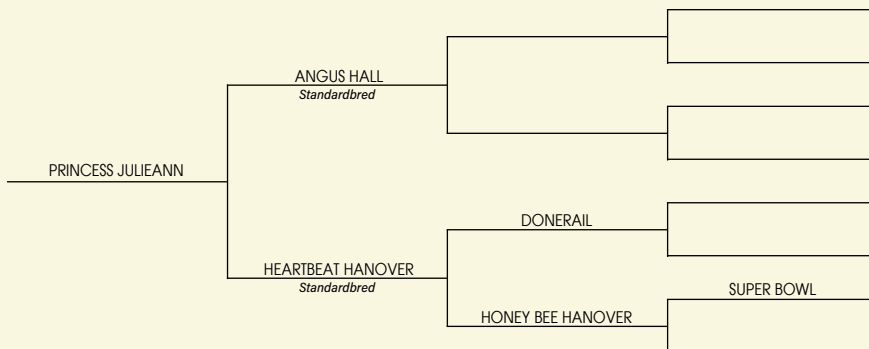 ANGUS HALL
Standardbred
PRINCESS JULIEANN
DONERAIL
HEARTBEAT HANOVER
Standardbred
SUPER BOWL
HONEY BEE HANOVER